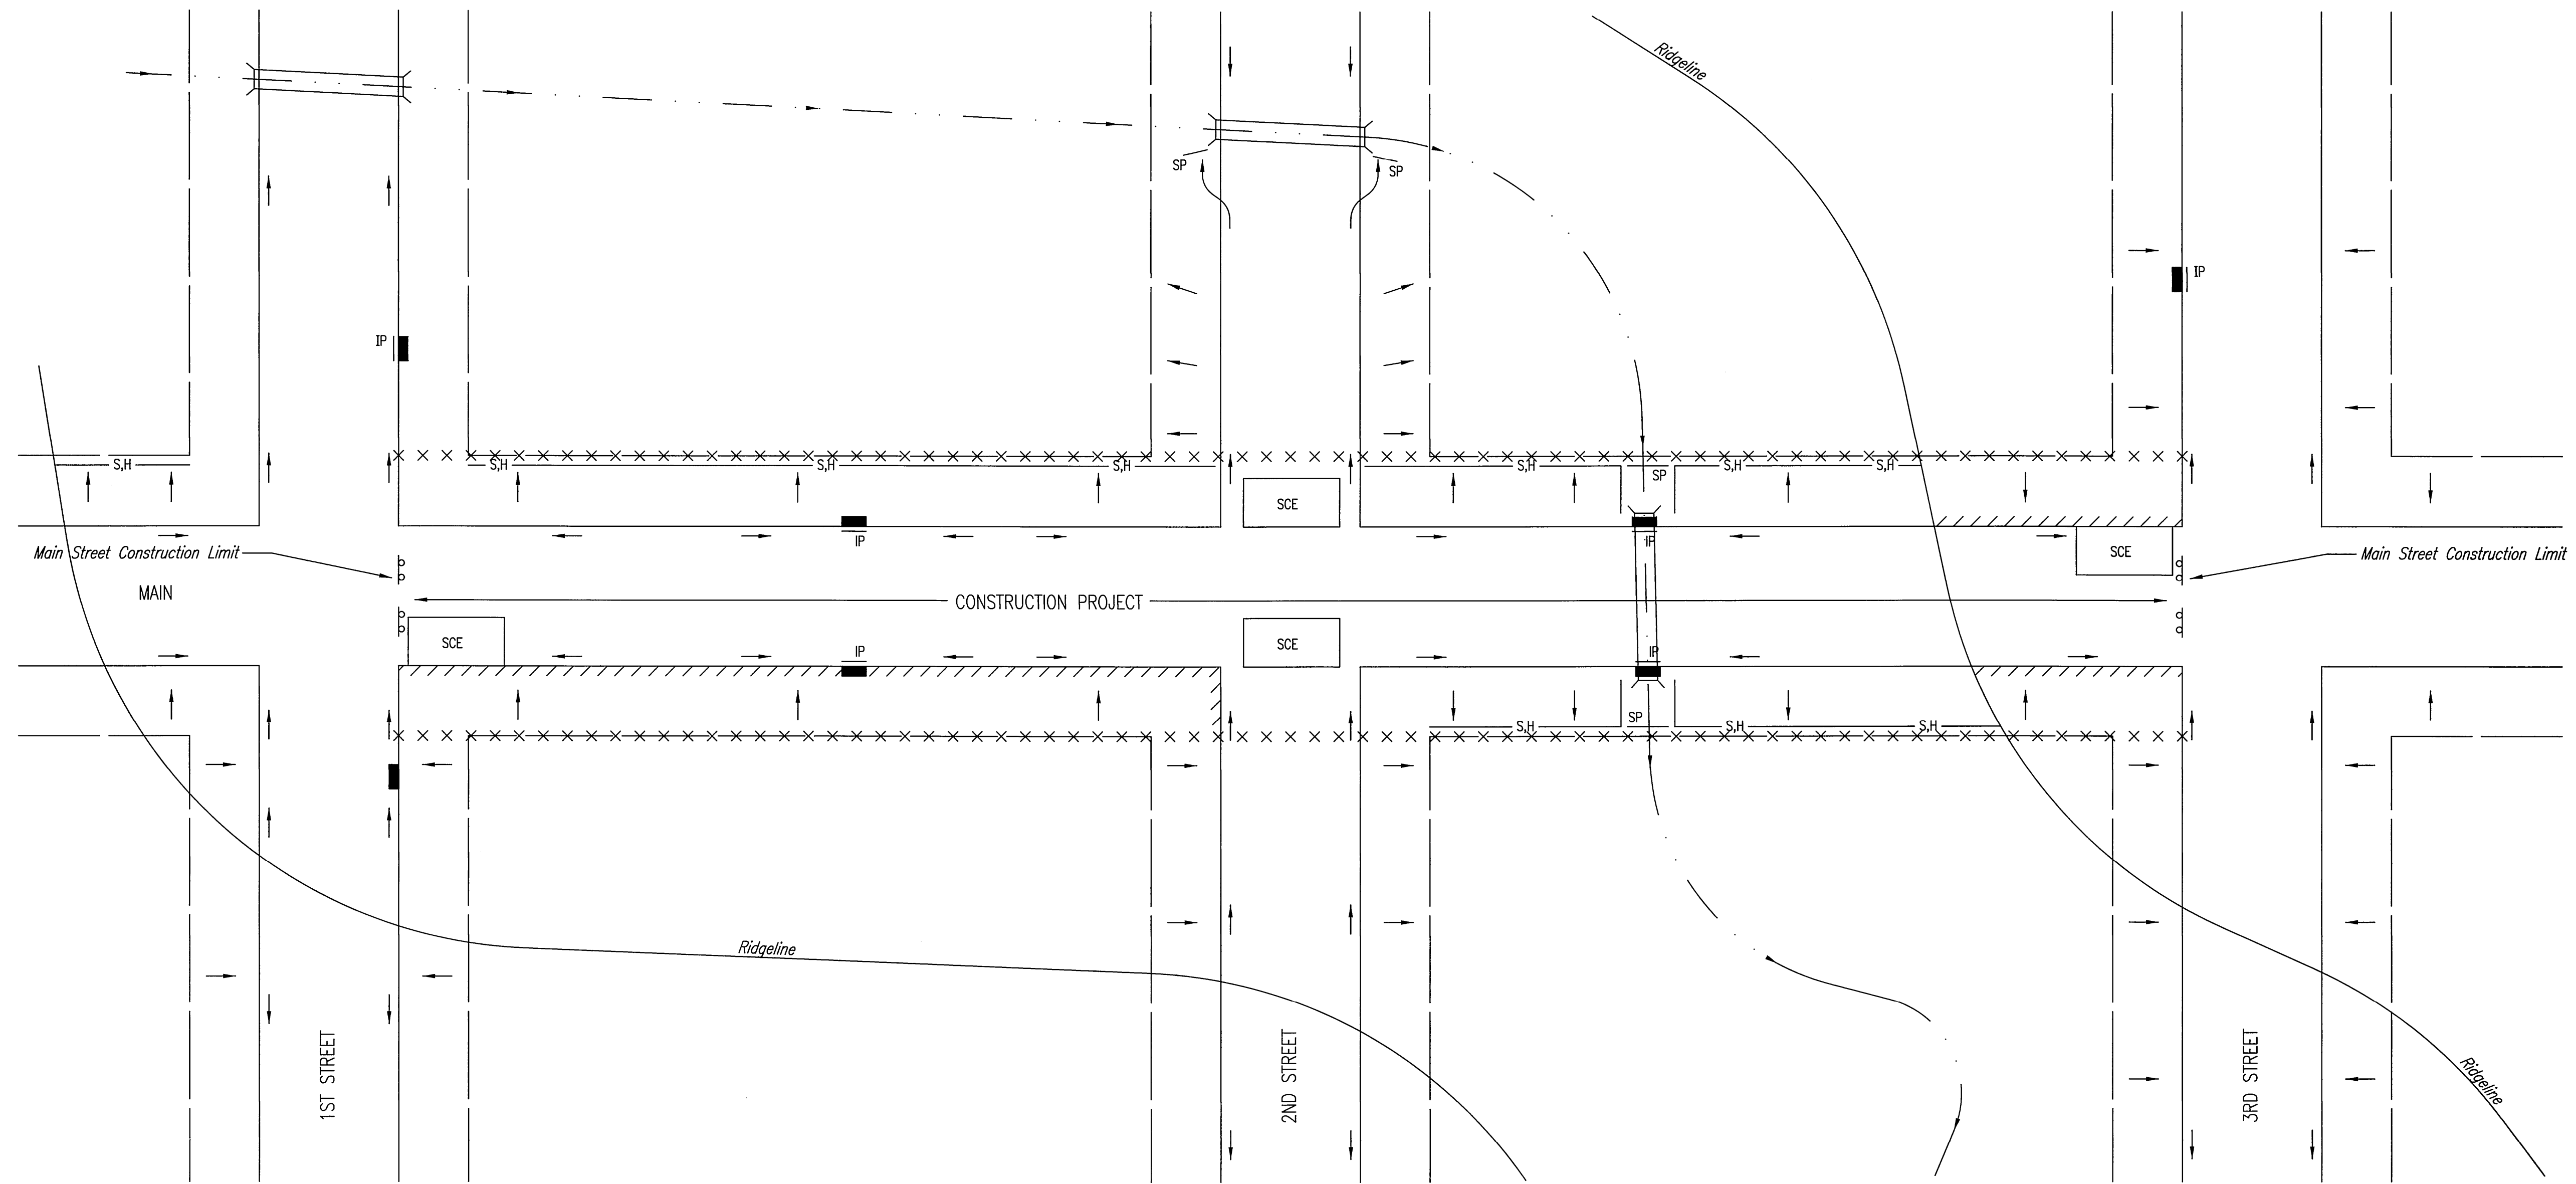 Ridgeline
SP
SP
IP
IP
S,H
S,H
S,H
S,H
S,H
SP
S,H
S,H
SCE
IP
IP
SCE
Main Street Construction Limit
Main Street Construction Limit
MAIN
CONSTRUCTION PROJECT
SCE
SCE
IP
IP
SP
S,H
S,H
S,H
Ridgeline
1ST STREET
2ND STREET
3RD STREET
Ridgeline